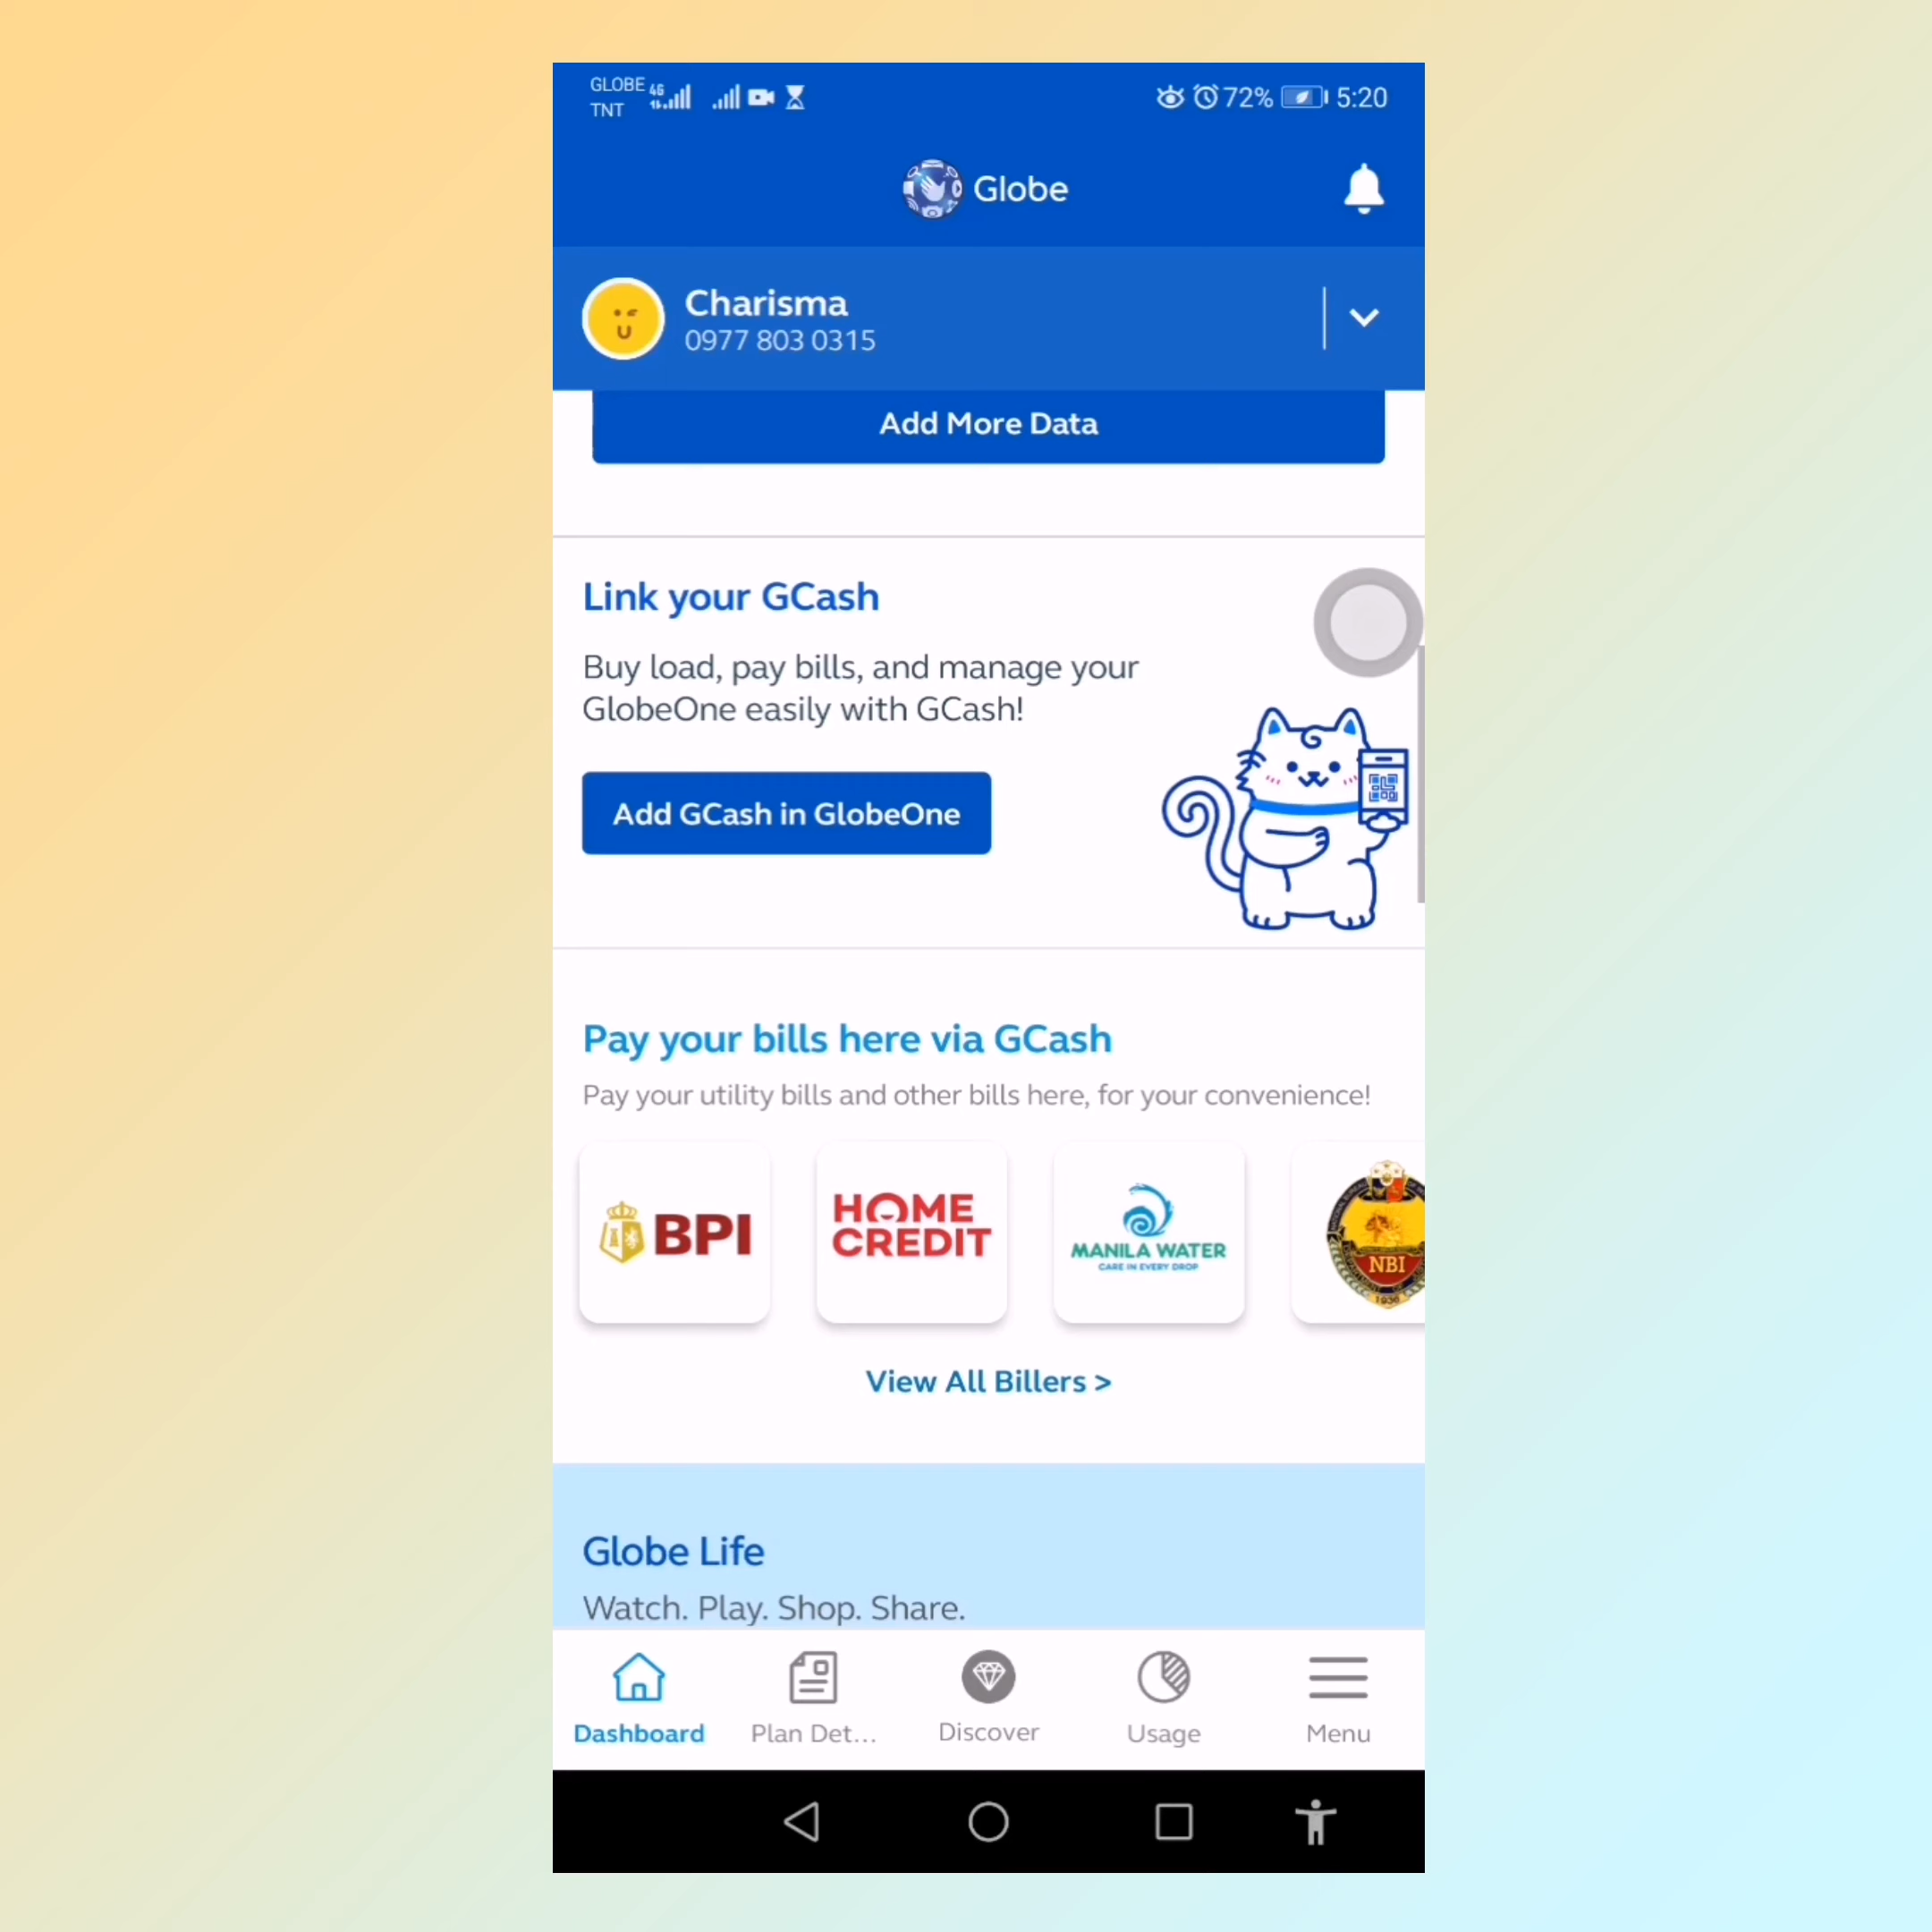 GLOBE 4G
TNT
72% 5:20
Globe
Charisma
0977 803 0315
Add More Data
Link your GCash
Buy load, pay bills, and manage your
GlobeOne easily with GCash!
Add GCash in GlobeOne
Pay your bills here via GCash
Pay your utility bills and other bills here, for your convenience!
BPI
HOME
CREDIT
MANILA WATER
CARE IN EVERY DROP
NBI
1936
View All Billers >
Globe Life
Watch. Play. Shop. Share.
Dashboard
Plan Det...
Discover
Usage
Menu